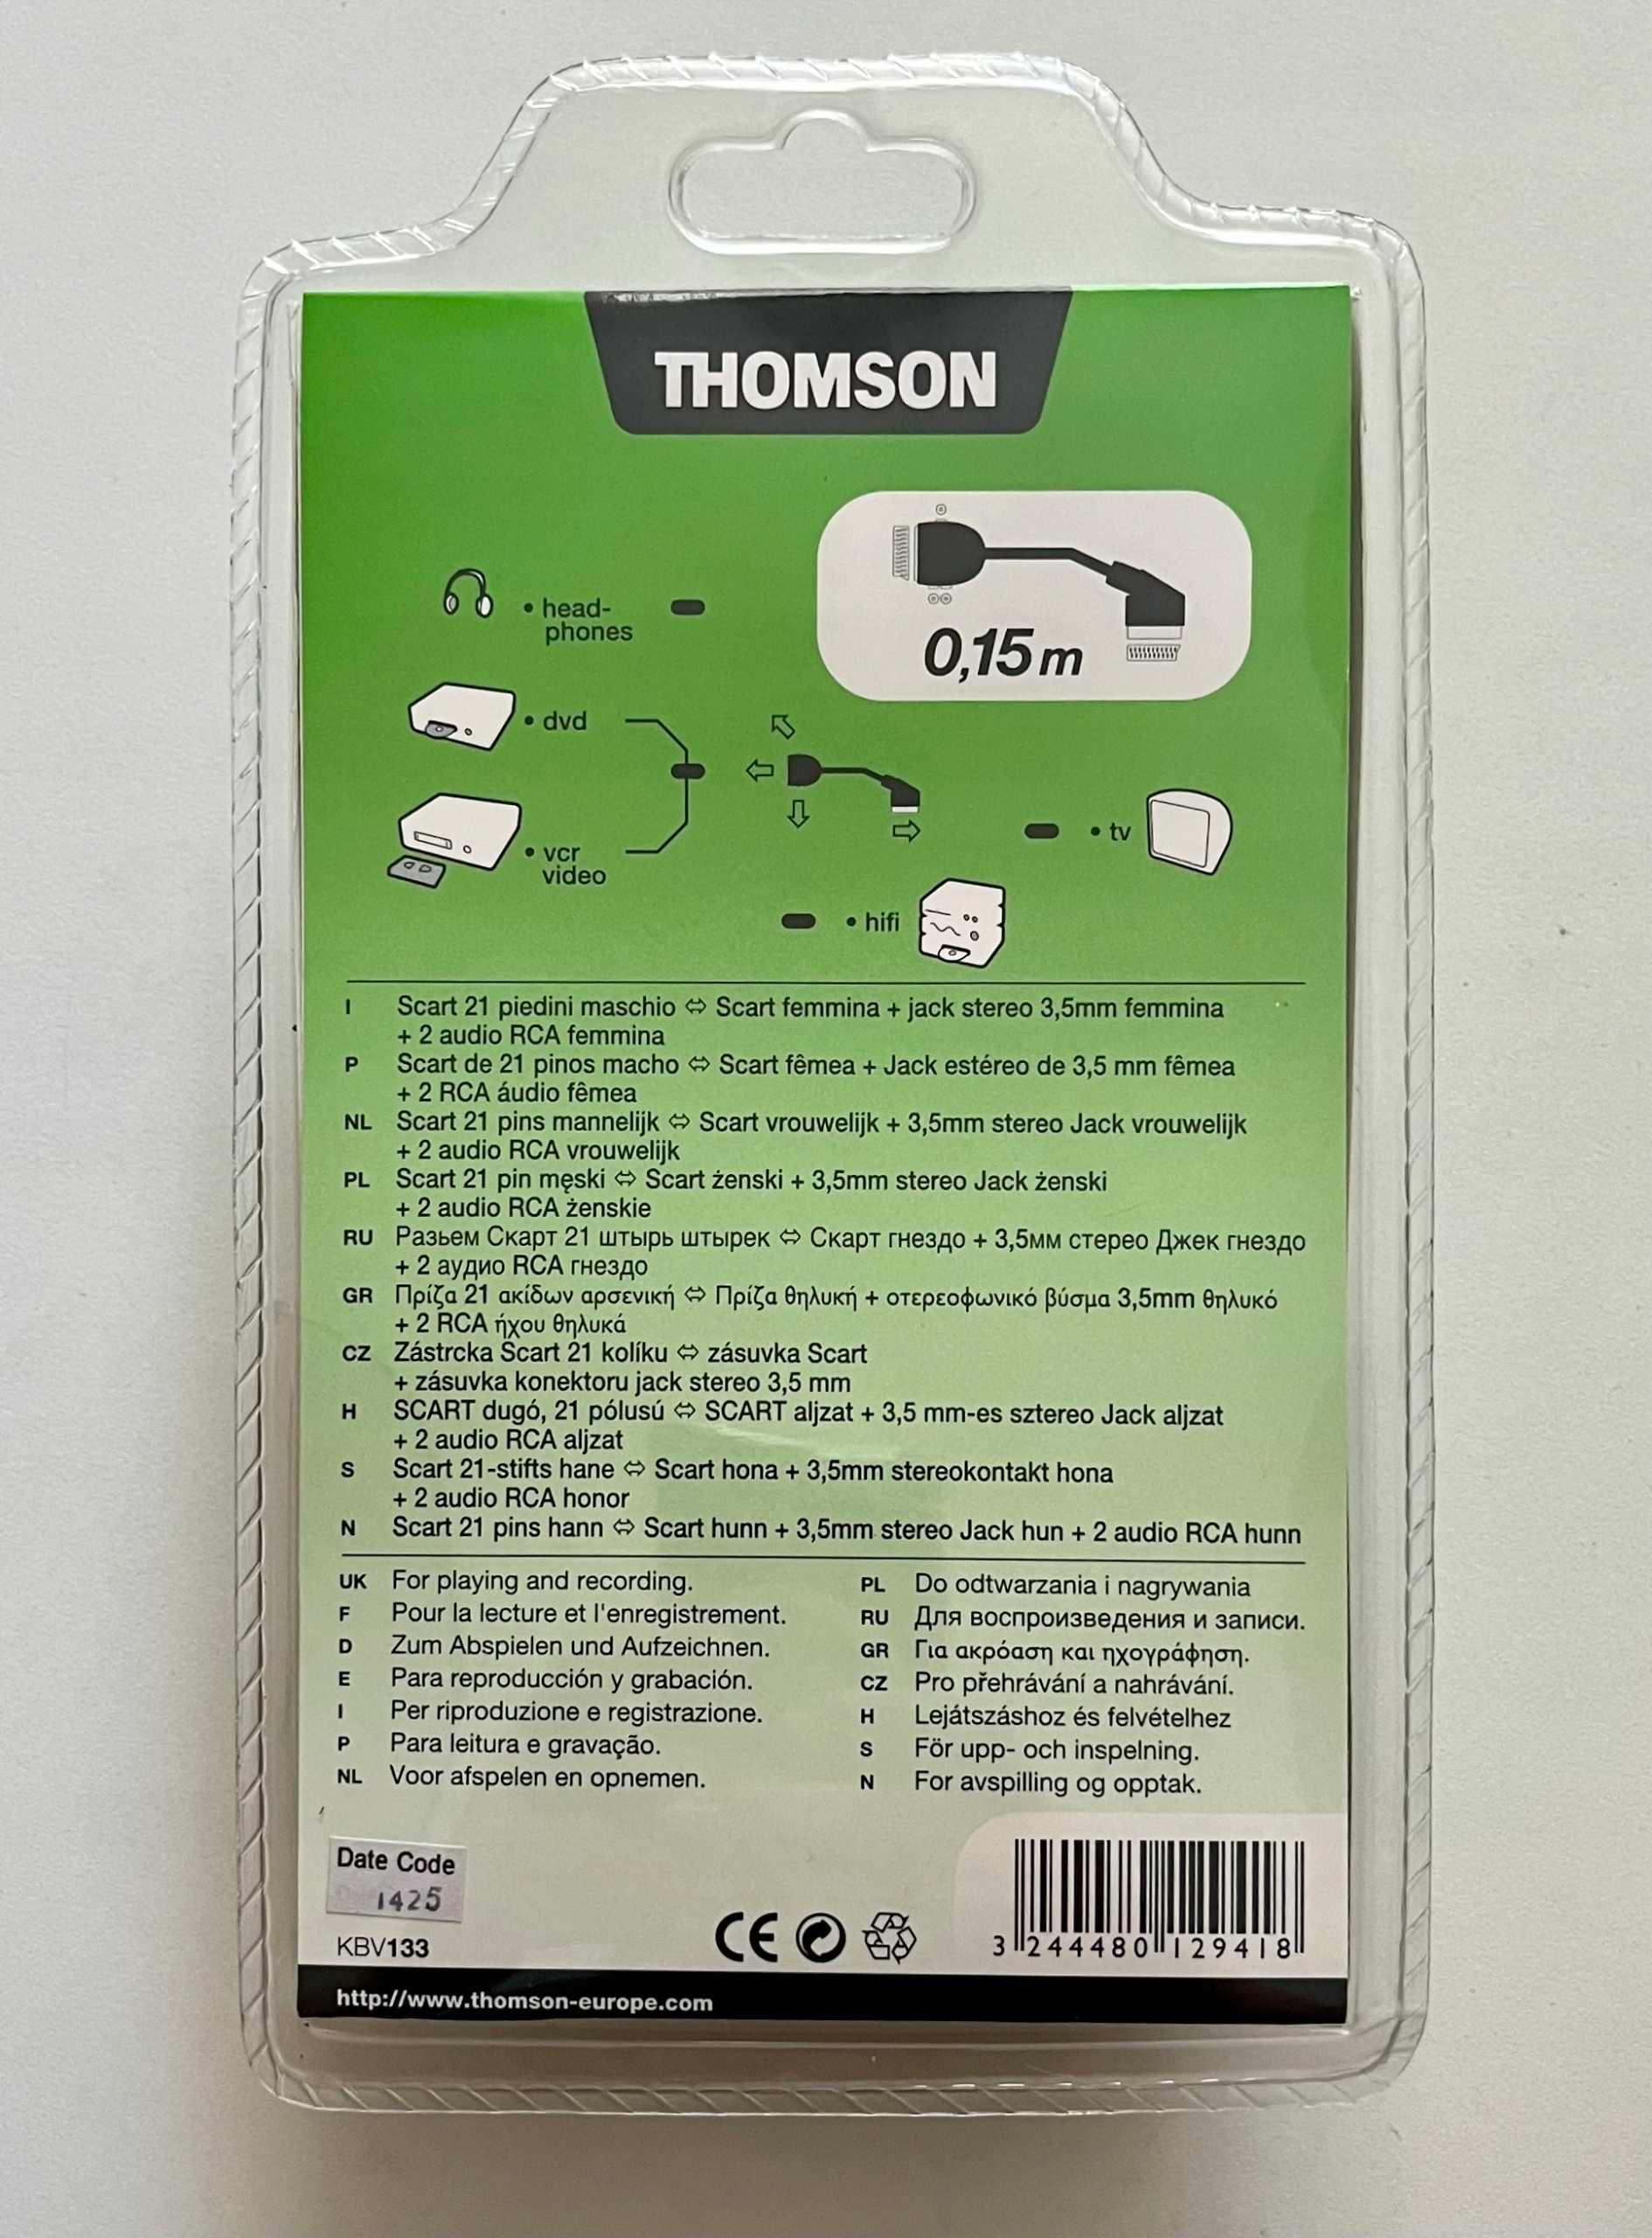 THOMSON
0,15 m
• head-
phones
• dvd
• vcr
video
• tv
• hifi
I Scart 21 piedini maschio ⬄ Scart femmina + jack stereo 3,5mm femmina
+ 2 audio RCA femmina
P Scart de 21 pinos macho ⬄ Scart fêmea + Jack estéreo de 3,5 mm fêmea
+ 2 RCA áudio fêmea
NL Scart 21 pins mannelijk ⬄ Scart vrouwelijk + 3,5mm stereo Jack vrouwelijk
+ 2 audio RCA vrouwelijk
PL Scart 21 pin męski ⬄ Scart żenski + 3,5mm stereo Jack żenski
+ 2 audio RCA żenskie
RU Разьем Скарт 21 штырь штырек ⬄ Скарт гнездо + 3,5мм стерео Джек гнездо
+ 2 аудио RCA гнездо
GR Πρίζα 21 ακίδων αρσενική ⬄ Πρίζα θηλυκή + οτερεοφωνικό βύσμα 3,5mm θηλυκό
+ 2 RCA ήχου θηλυκά
CZ Zástrcka Scart 21 kolíku ⬄ zásuvka Scart
+ zásuvka konektoru jack stereo 3,5 mm
H SCART dugó, 21 pólusú ⬄ SCART aljzat + 3,5 mm-es sztereo Jack aljzat
+ 2 audio RCA aljzat
S Scart 21-stifts hane ⬄ Scart hona + 3,5mm stereokontakt hona
+ 2 audio RCA honor
N Scart 21 pins hann ⬄ Scart hunn + 3,5mm stereo Jack hun + 2 audio RCA hunn
UK For playing and recording.
F Pour la lecture et l'enregistrement.
D Zum Abspielen und Aufzeichnen.
E Para reproducción y grabación.
I Per riproduzione e registrazione.
P Para leitura e gravação.
NL Voor afspelen en opnemen.
PL Do odtwarzania i nagrywania
RU Для воспроизведения и записи.
GR Για ακρόαση και ηχογράφηση.
CZ Pro přehrávání a nahrávání.
H Lejátszáshoz és felvételhez
S För upp- och inspelning.
N For avspilling og opptak.
Date Code
1425
KBV133
CE
3 244480 129418
http://www.thomson-europe.com